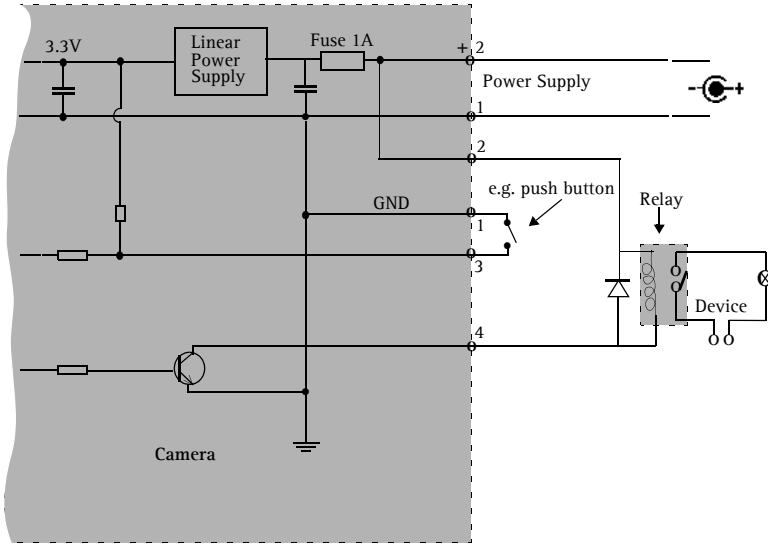 3.3V
Linear
Power
Supply
Fuse 1A
+ 2
Power Supply
- +
1
2
e.g. push button
GND
1
Relay
3
Device
4
Camera